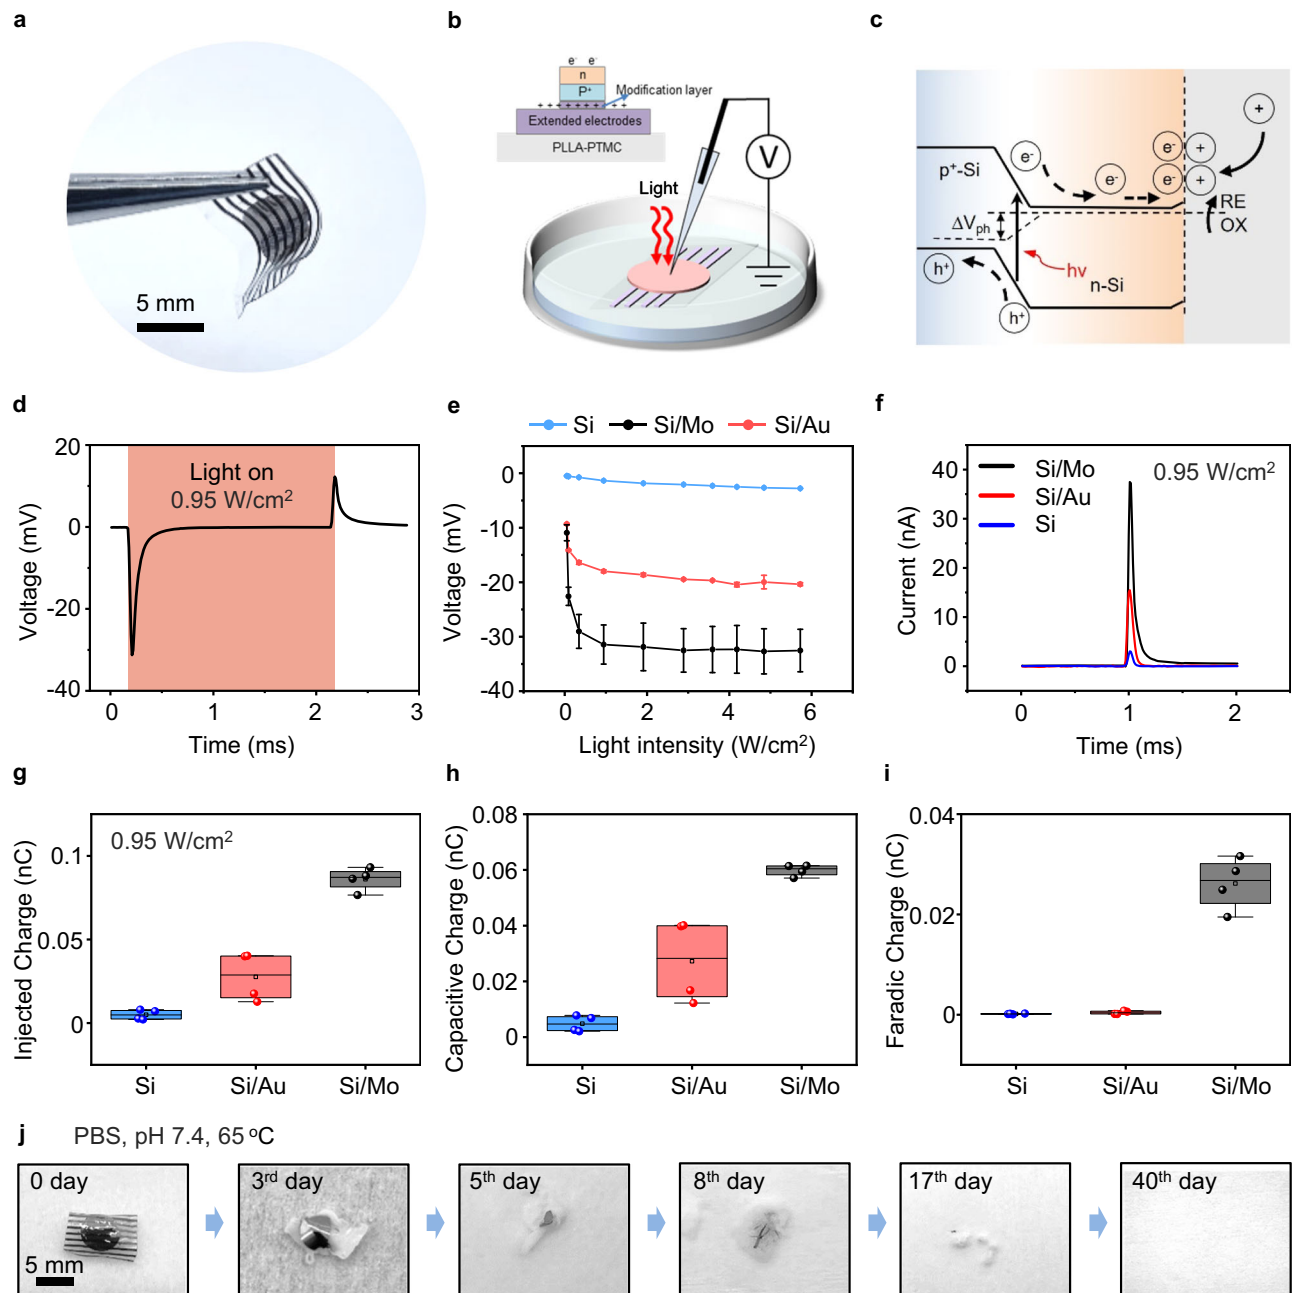 a
5 mm
b
e- e-
n
P+
+ + + + + + +
Modification layer
Extended electrodes
PLLA-PTMC
Light
V
c
p+-Si
e-
e-
e-
e-
+
+
+
RE
OX
ΔVph
h+
h+
hv
n-Si
d
Light on
0.95 W/cm2
Voltage (mV)
20
0
-20
-40
0 1 2 3
Time (ms)
e
Si Si/Mo Si/Au
Voltage (mV)
0
-10
-20
-30
-40
0 2 4 6
Light intensity (W/cm2)
f
Si/Mo
Si/Au
Si
0.95 W/cm2
Current (nA)
40
30
20
10
0
0 1 2
Time (ms)
g
0.95 W/cm2
Injected Charge (nC)
0.1
0.05
0
Si Si/Au Si/Mo
h
Capacitive Charge (nC)
0.08
0.06
0.04
0.02
0
Si Si/Au Si/Mo
i
Faradic Charge (nC)
0.04
0.02
0
Si Si/Au Si/Mo
j PBS, pH 7.4, 65 oC
0 day
5 mm
3rd day
5th day
8th day
17th day
40th day